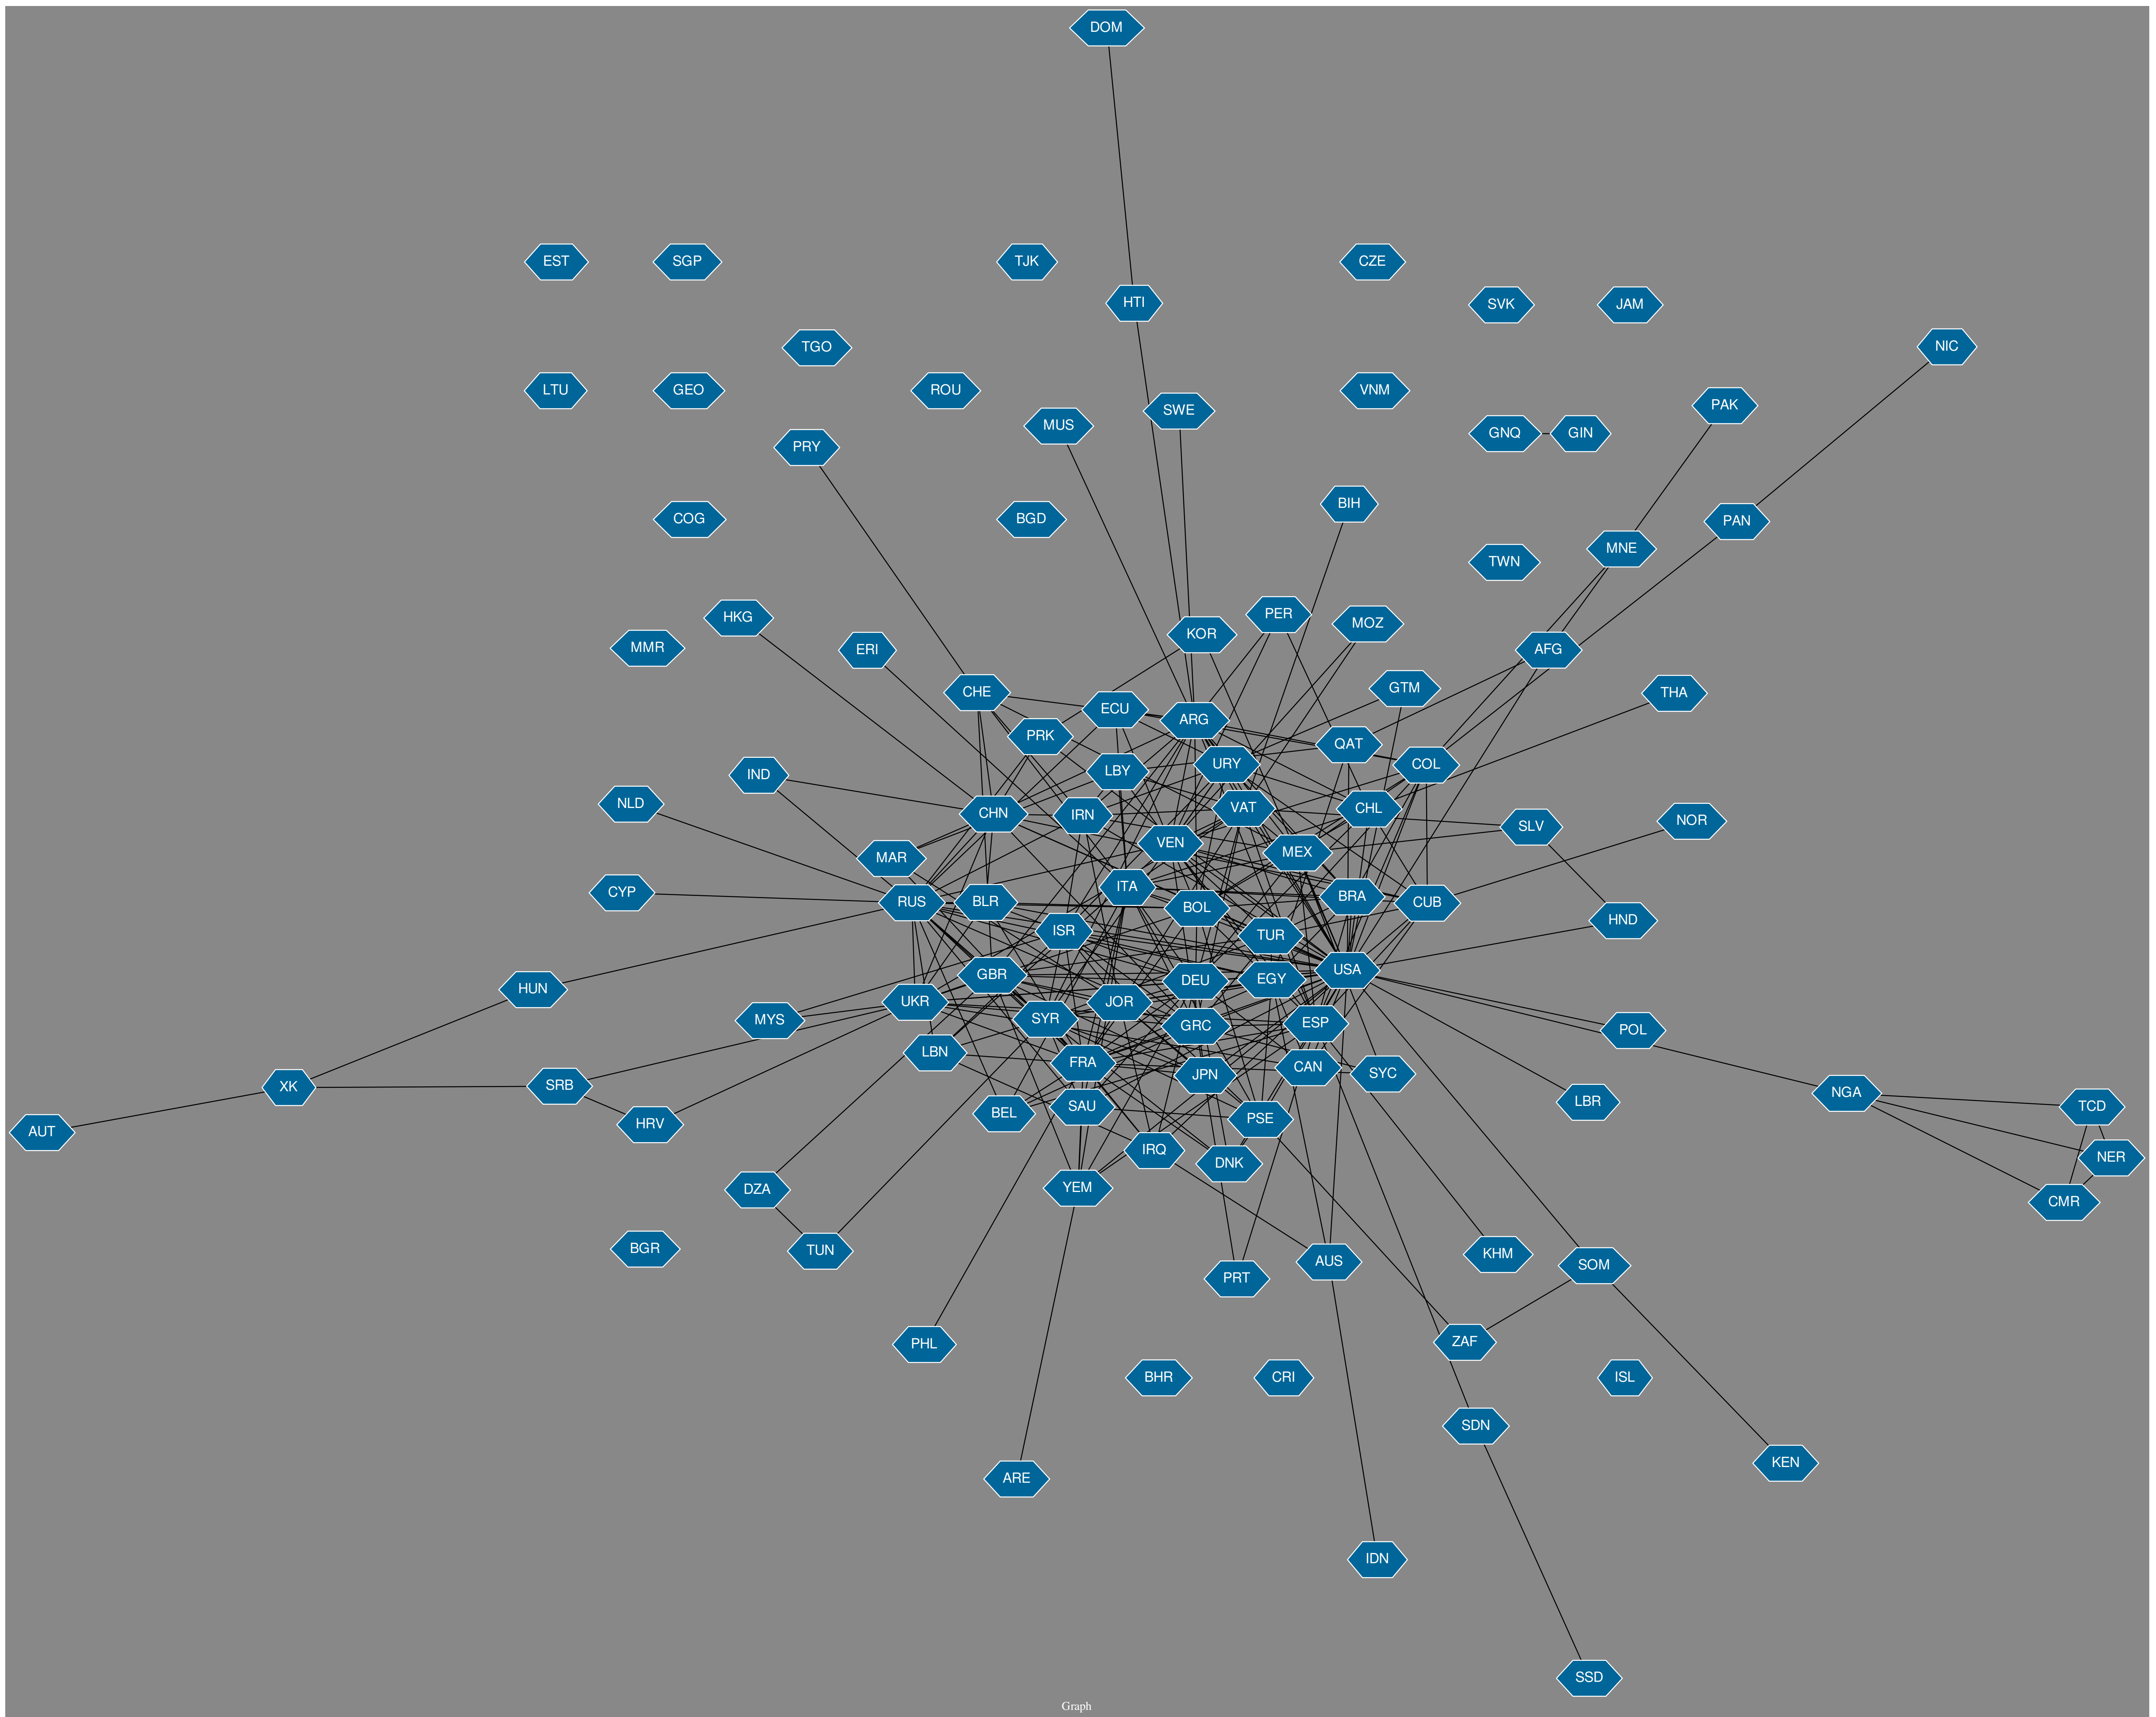 DOM
EST
SGP
TJK
CZE
HTI
SVK
JAM
TGO
NIC
LTU
GEO
ROU
VNM
PAK
SWE
MUS
GNQ
GIN
PRY
BIH
COG
BGD
PAN
MNE
TWN
HKG
PER
MOZ
KOR
MMR
ERI
AFG
CHE
GTM
THA
ECU
ARG
PRK
QAT
URY
COL
LBY
IND
NLD
VAT
CHL
CHN
IRN
SLV
NOR
VEN
MEX
MAR
ITA
CYP
BRA
RUS
BLR
CUB
BOL
HND
ISR
TUR
USA
GBR
DEU
EGY
HUN
UKR
JOR
MYS
SYR
GRC
ESP
POL
LBN
FRA
CAN
JPN
SYC
XK
SRB
NGA
LBR
SAU
TCD
BEL
PSE
HRV
AUT
IRQ
NER
DNK
YEM
DZA
CMR
BGR
TUN
KHM
AUS
SOM
PRT
ZAF
PHL
BHR
CRI
ISL
SDN
KEN
ARE
IDN
SSD
Graph